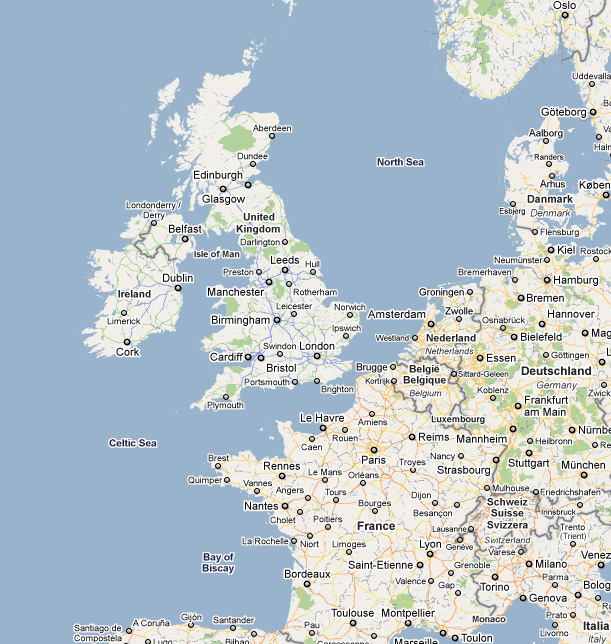 Oslo
Uddevalla
Göteborg
Aberdeen
Aalborg
Randers
Dundee
North Sea
Edinburgh
Arhus
Glasgow
Danmark
Denmark
Esbjerg
Londonderry /
Derry
United
Kingdom
Belfast
Flensburg
Darlington
Kiel
Isle of Man
Neumünster
Rostock
Leeds
Hull
Preston
Bremerhaven
Dublin
Hamburg
Manchester
Rotherham
Groningen
Bremen
Ireland
Leicester
Norwich
Zwolle
Limerick
Amsterdam
Hannover
Birmingham
Ipswich
Osnabrück
Westland
Nederland
Netherlands
Bielefeld
Cork
Swindon
London
Cardiff
Essen
Göttingen
Bristol
Brugge
België
Belgique
Belgium
Sittard-Geleen
Deutschland
Germany
Portsmouth
Brighton
Kortrijk
Koblenz
Plymouth
Frankfurt
am Main
Le Havre
Amiens
Luxembourg
Celtic Sea
Caen
Rouen
Reims
Mannheim
Heilbronn
Brest
Paris
Nancy
Stuttgart
Rennes
Troyes
Strasbourg
München
Quimper
Le Mans
Orléans
Vannes
Angers
Tours
Mulhouse
Friedrichshafen
Nantes
Bourges
Dijon
Besançon
Schweiz
Suisse
Svizzera
Switzerland
Innsbruck
Cholet
Poitiers
France
Lausanne
Trento
(Trient)
La Rochelle
Niort
Limoges
Lyon
Genève
Varese
Bay of
Biscay
Saint-Etienne
Grenoble
Milano
Bordeaux
Valence
Gap
Torino
Parma
Genova
A Coruña
Gijón
Santander
Toulouse
Montpellier
Monaco
Prato
Santiago de
Compostela
Lugo
Bilbao
Pau
Marseille
Toulon
Livorno
Italia
Italy